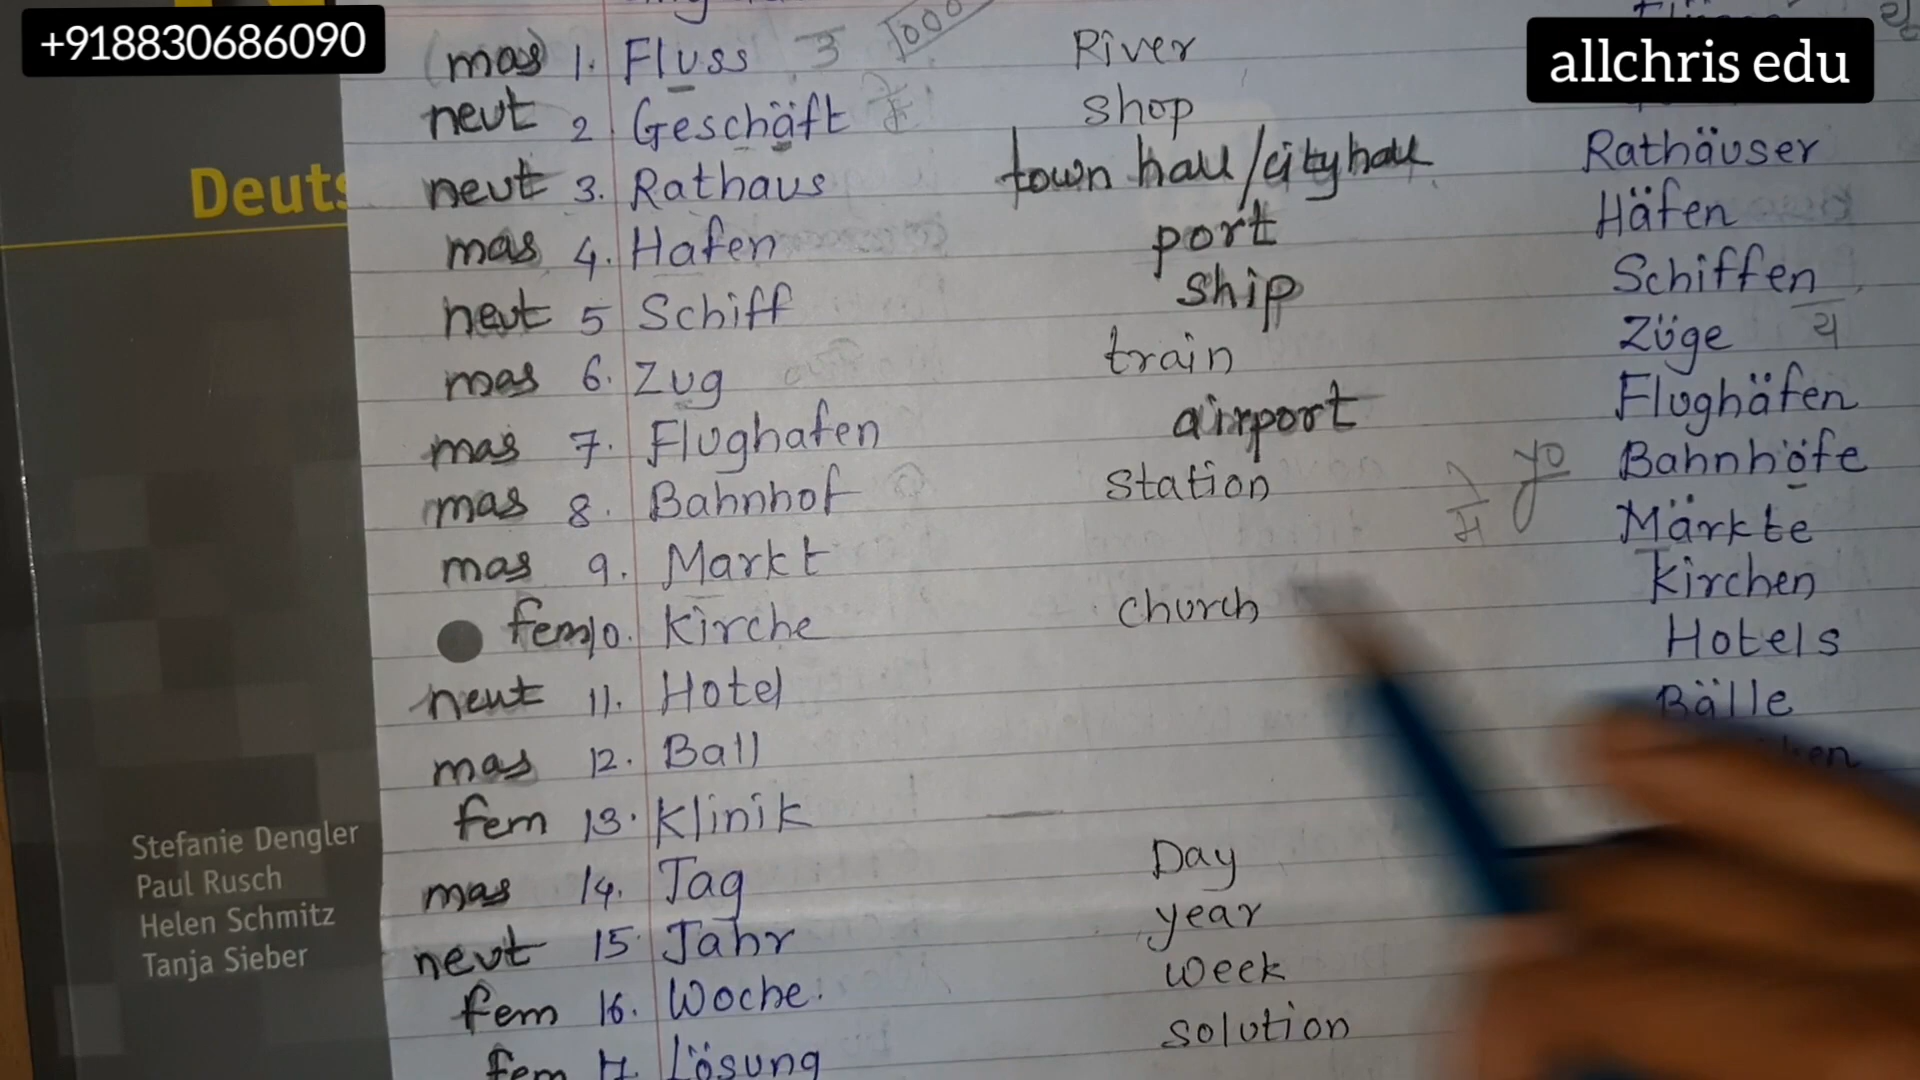 +918830686090
allchris edu
Deuts
(mas) 1. Fluss River
neut 2. Geschäft shop
neut 3. Rathaus town hall/cityhall Rathäuser
mas 4. Hafen port Häfen
neut 5 Schiff ship Schiffen
mas 6. Zug train Züge
mas 7. Flughafen airport Flughäfen
mas 8. Bahnhof station Bahnhöfe
mas 9. Markt Märkte
fem 10. Kirche church Kirchen
neut 11. Hotel Hotels
mas 12. Ball Bälle
fem 13. Klinik
mas 14. Tag Day
neut 15. Jahr year
fem 16. Woche. week
fem 17. Lösung solution
Stefanie Dengler
Paul Rusch
Helen Schmitz
Tanja Sieber